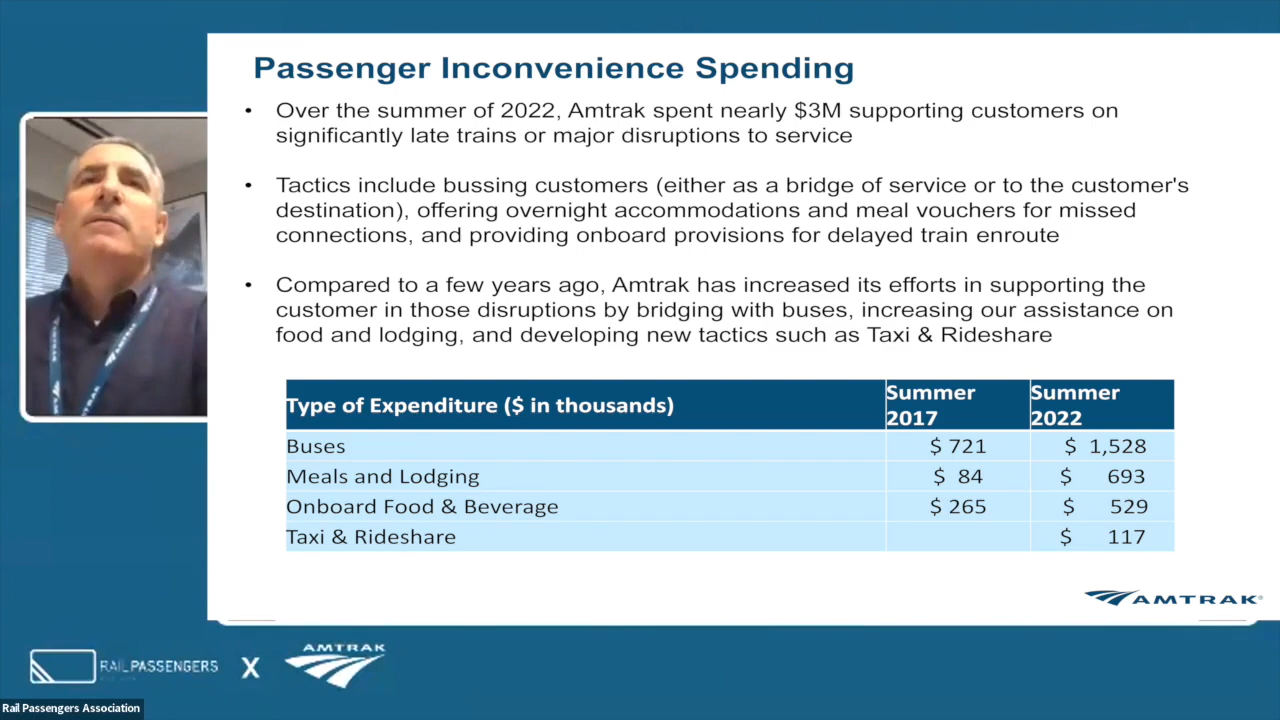 Passenger Inconvenience Spending
• Over the summer of 2022, Amtrak spent nearly $3M supporting customers on
significantly late trains or major disruptions to service
• Tactics include bussing customers (either as a bridge of service or to the customer's
destination), offering overnight accommodations and meal vouchers for missed
connections, and providing onboard provisions for delayed train enroute
• Compared to a few years ago, Amtrak has increased its efforts in supporting the
customer in those disruptions by bridging with buses, increasing our assistance on
food and lodging, and developing new tactics such as Taxi & Rideshare
Type of Expenditure ($ in thousands) Summer 2017 Summer 2022
Buses $ 721 $ 1,528
Meals and Lodging $ 84 $ 693
Onboard Food & Beverage $ 265 $ 529
Taxi & Rideshare $ 117
AMTRAK
AMTRAK
RAIL PASSENGERS X AMTRAK
Rail Passengers Association